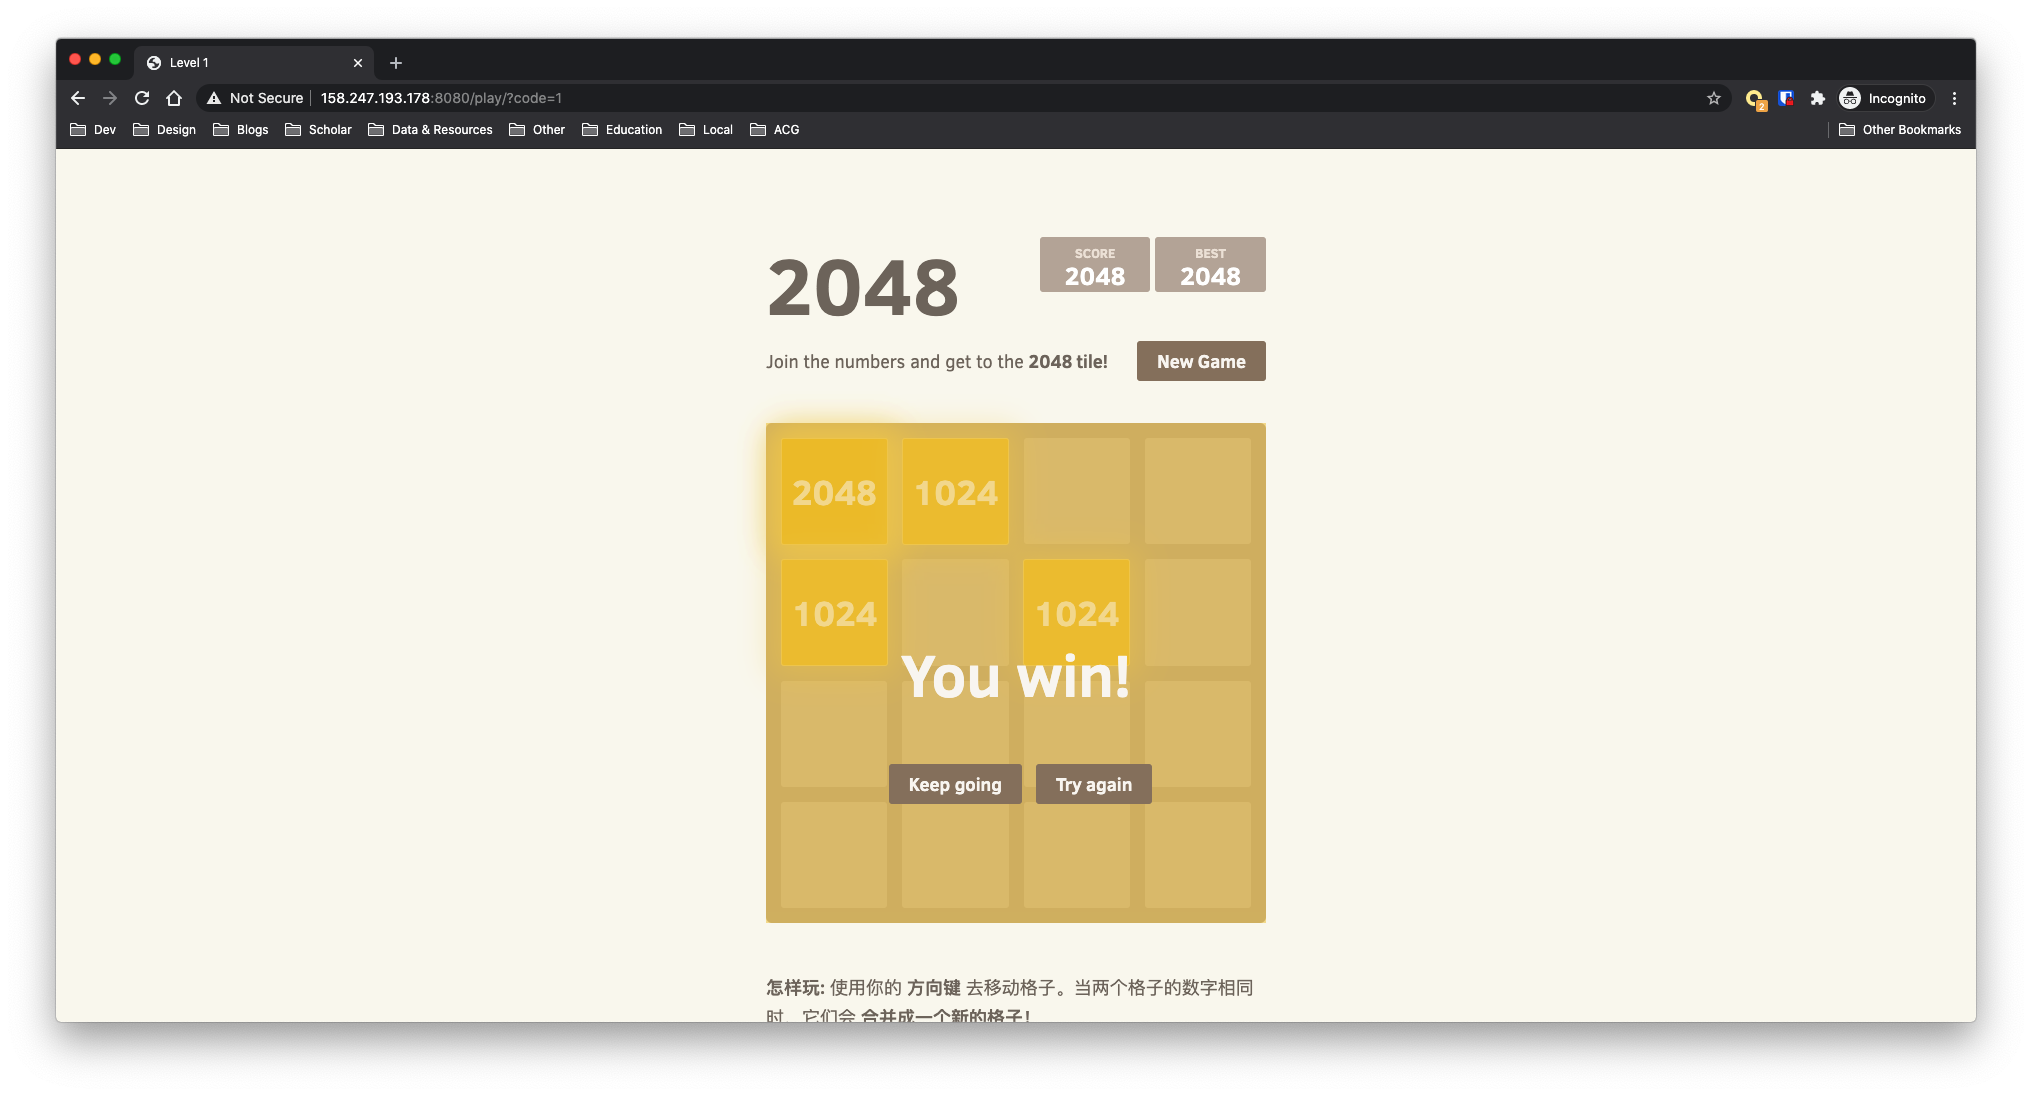 Level 1
Not Secure
158.247.193.178:8080/play/?code=1
2
Incognito
Dev
Design
Blogs
Scholar
Data & Resources
Other
Education
Local
ACG
Other Bookmarks
2048
SCORE
2048
BEST
2048
Join the numbers and get to the 2048 tile!
New Game
2048
1024
1024
1024
You win!
Keep going
Try again
怎样玩: 使用你的 方向键 去移动格子。当两个格子的数字相同
时，它们会 合并成一个新的格子!